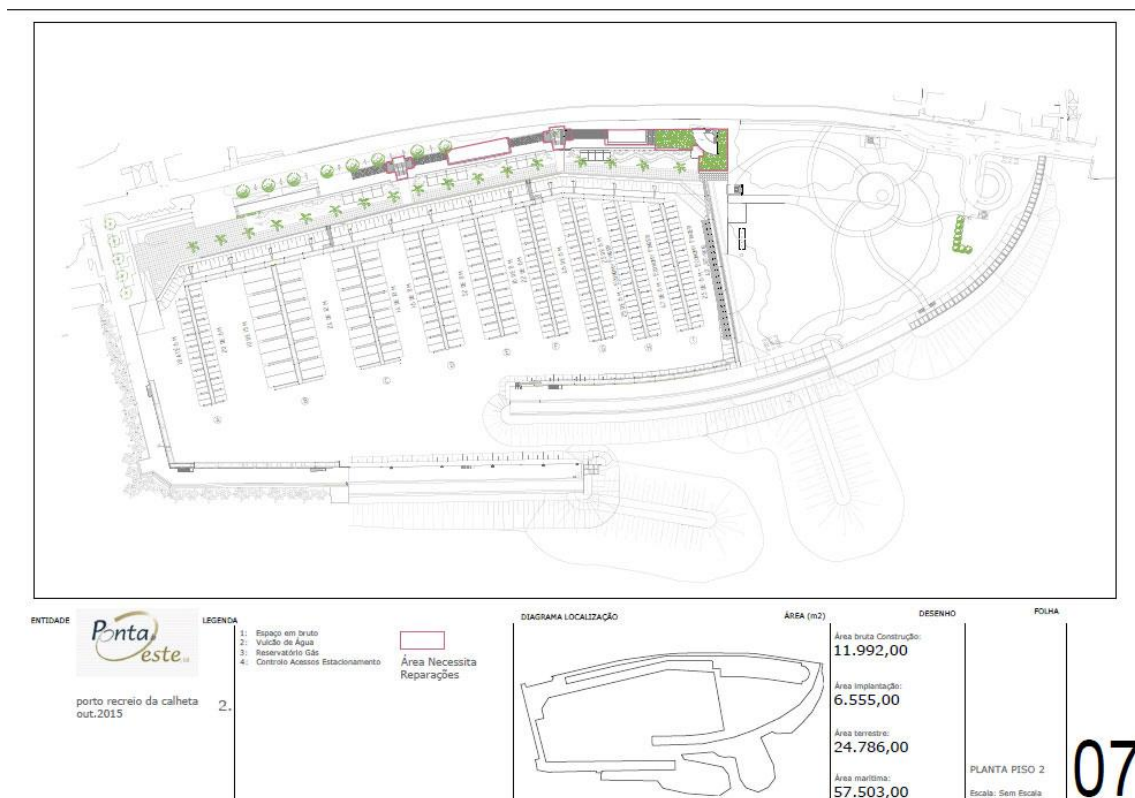 A
B
C
D
E
F
G
H
I
ENTIDADE
Ponta
este
porto recreio da calheta
out.2015
2.
LEGENDA
1: Espaço em bruto
2: Vulcão de Água
3: Reservatório Gás
4: Controlo Acessos Estacionamento
Área Necessita
Reparações
DIAGRAMA LOCALIZAÇÃO
ÁREA (m2)
Área bruta Construção:
11.992,00
Área Implantação:
6.555,00
Área terrestre:
24.786,00
Área marítima:
57.503,00
DESENHO
PLANTA PISO 2
Escala: Sem Escala
FOLHA
07